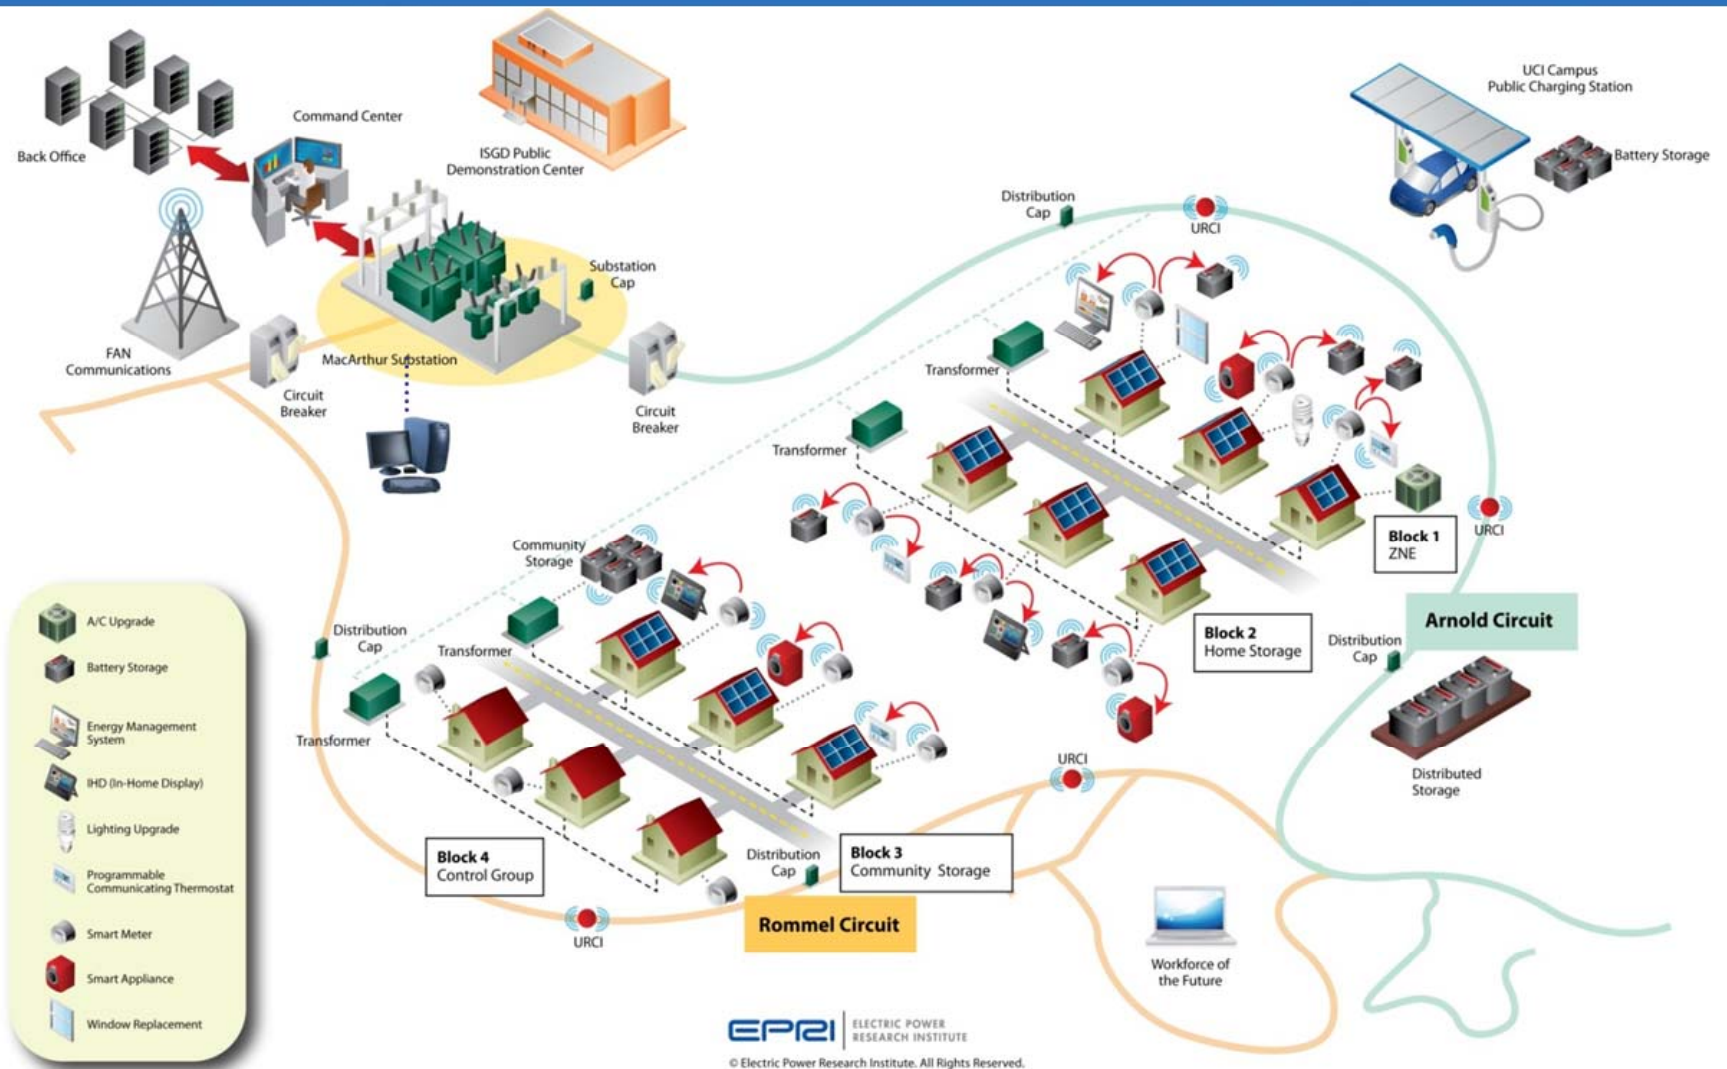 Back Office
Command Center
ISGD Public
Demonstration Center
UCI Campus
Public Charging Station
Battery Storage
Distribution
Cap
URCI
Substation
Cap
FAN
Communications
MacArthur Substation
Circuit
Breaker
Circuit
Breaker
Transformer
Transformer
Block 1
ZNE
URCI
Community
Storage
Block 2
Home Storage
Arnold Circuit
Distribution
Cap
Distribution
Cap
Transformer
Transformer
Distributed
Storage
URCI
A/C Upgrade
Battery Storage
Energy Management
System
IHD (In-Home Display)
Lighting Upgrade
Programmable
Communicating Thermostat
Smart Meter
Smart Appliance
Window Replacement
Block 4
Control Group
Distribution
Cap
Block 3
Community Storage
Rommel Circuit
URCI
Workforce of
the Future
EPRI
ELECTRIC POWER
RESEARCH INSTITUTE
© Electric Power Research Institute. All Rights Reserved.